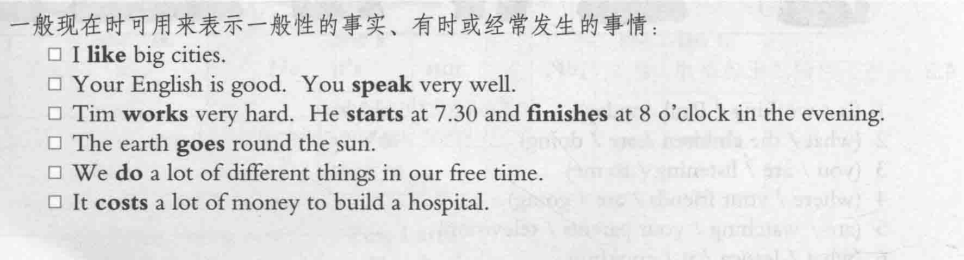 一般现在时可用来表示一般性的事实、有时或经常发生的事情：
□ I like big cities.
□ Your English is good. You speak very well.
□ Tim works very hard. He starts at 7.30 and finishes at 8 o'clock in the evening.
□ The earth goes round the sun.
□ We do a lot of different things in our free time.
□ It costs a lot of money to build a hospital.